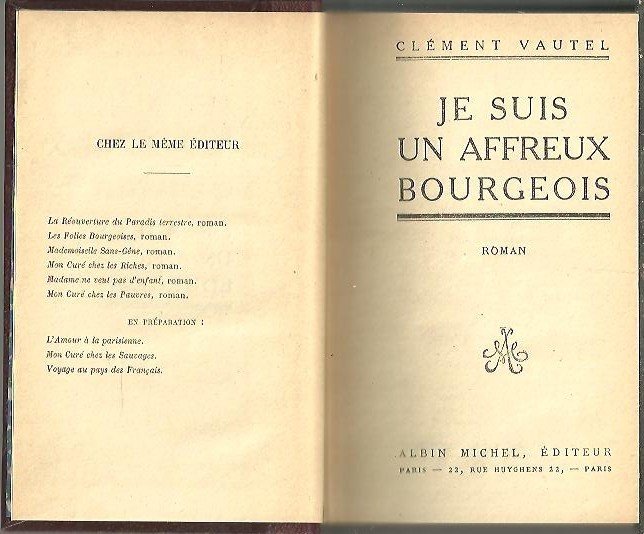 CHEZ LE MÊME ÉDITEUR
La Réouverture du Paradis terrestre, roman.
Les Folies Bourgeoises, roman.
Mademoiselle Sans-Gêne, roman.
Mon Curé chez les Riches, roman.
Madame ne veut pas d'enfant, roman.
Mon Curé chez les Pauvres, roman.
EN PRÉPARATION :
L'Amour à la parisienne.
Mon Curé chez les Sauvages.
Voyage au pays des Français.
CLÉMENT VAUTEL
JE SUIS
UN AFFREUX
BOURGEOIS
ROMAN
ALBIN MICHEL, ÉDITEUR
PARIS — 22, RUE HUYGHENS 22, — PARIS